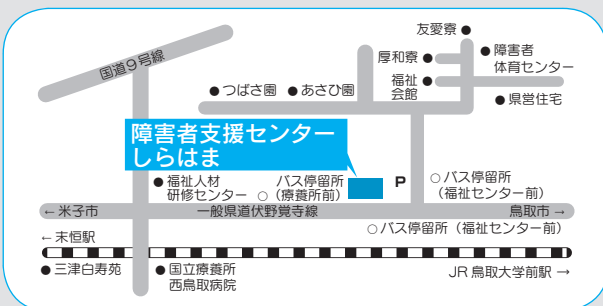 友愛寮 ●
国道9号線
厚和寮 ●
● 障害者
体育センター
福祉 ●
会館
● つばさ園
● あさひ園
● 県営住宅
障害者支援センター
しらはま
● 福祉人材
研修センター
バス停留所
○（療養所前）
P
○ バス停留所
（福祉センター前）
← 米子市
一般県道伏野覚寺線
鳥取市 →
○ バス停留所（福祉センター前）
← 末恒駅
● 三津白寿苑
● 国立療養所
西鳥取病院
JR 鳥取大学前駅 →